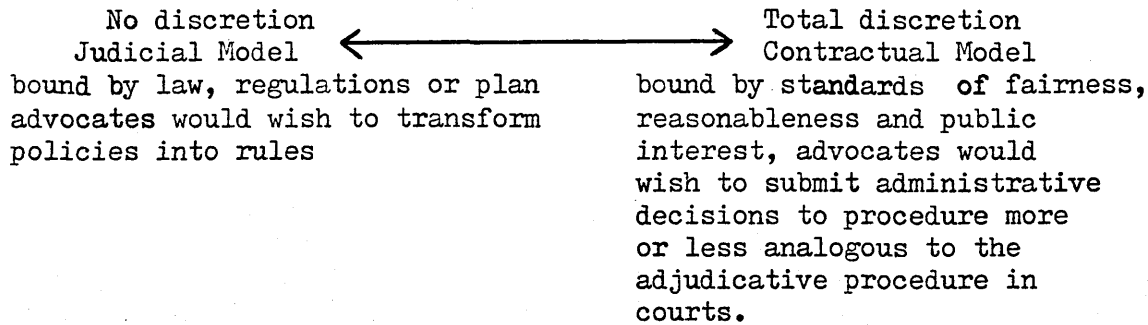 No discretion
Judicial Model
bound by law, regulations or plan
advocates would wish to transform
policies into rules
Total discretion
Contractual Model
bound by standards of fairness,
reasonableness and public
interest, advocates would
wish to submit administrative
decisions to procedure more
or less analogous to the
adjudicative procedure in
courts.